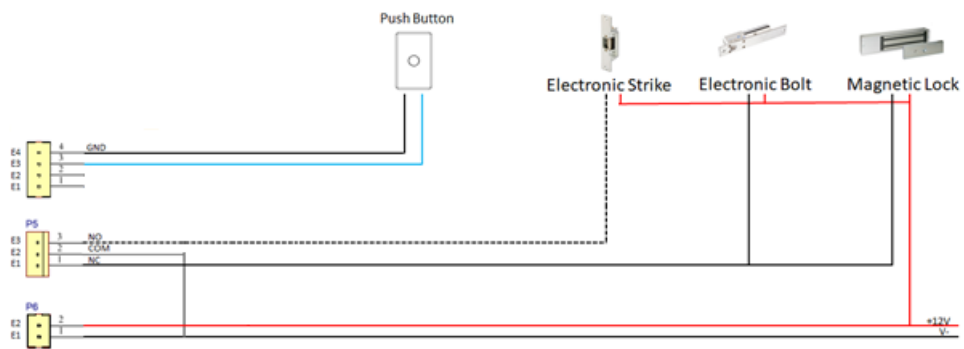 Push Button
Electronic Strike
Electronic Bolt
Magnetic Lock
E4 4 GND
E3 3
E2 2
E1 1
P5
E3 3 NO
E2 2 COM
E1 1 NC
P6
E2 2 +12V
E1 1 V-